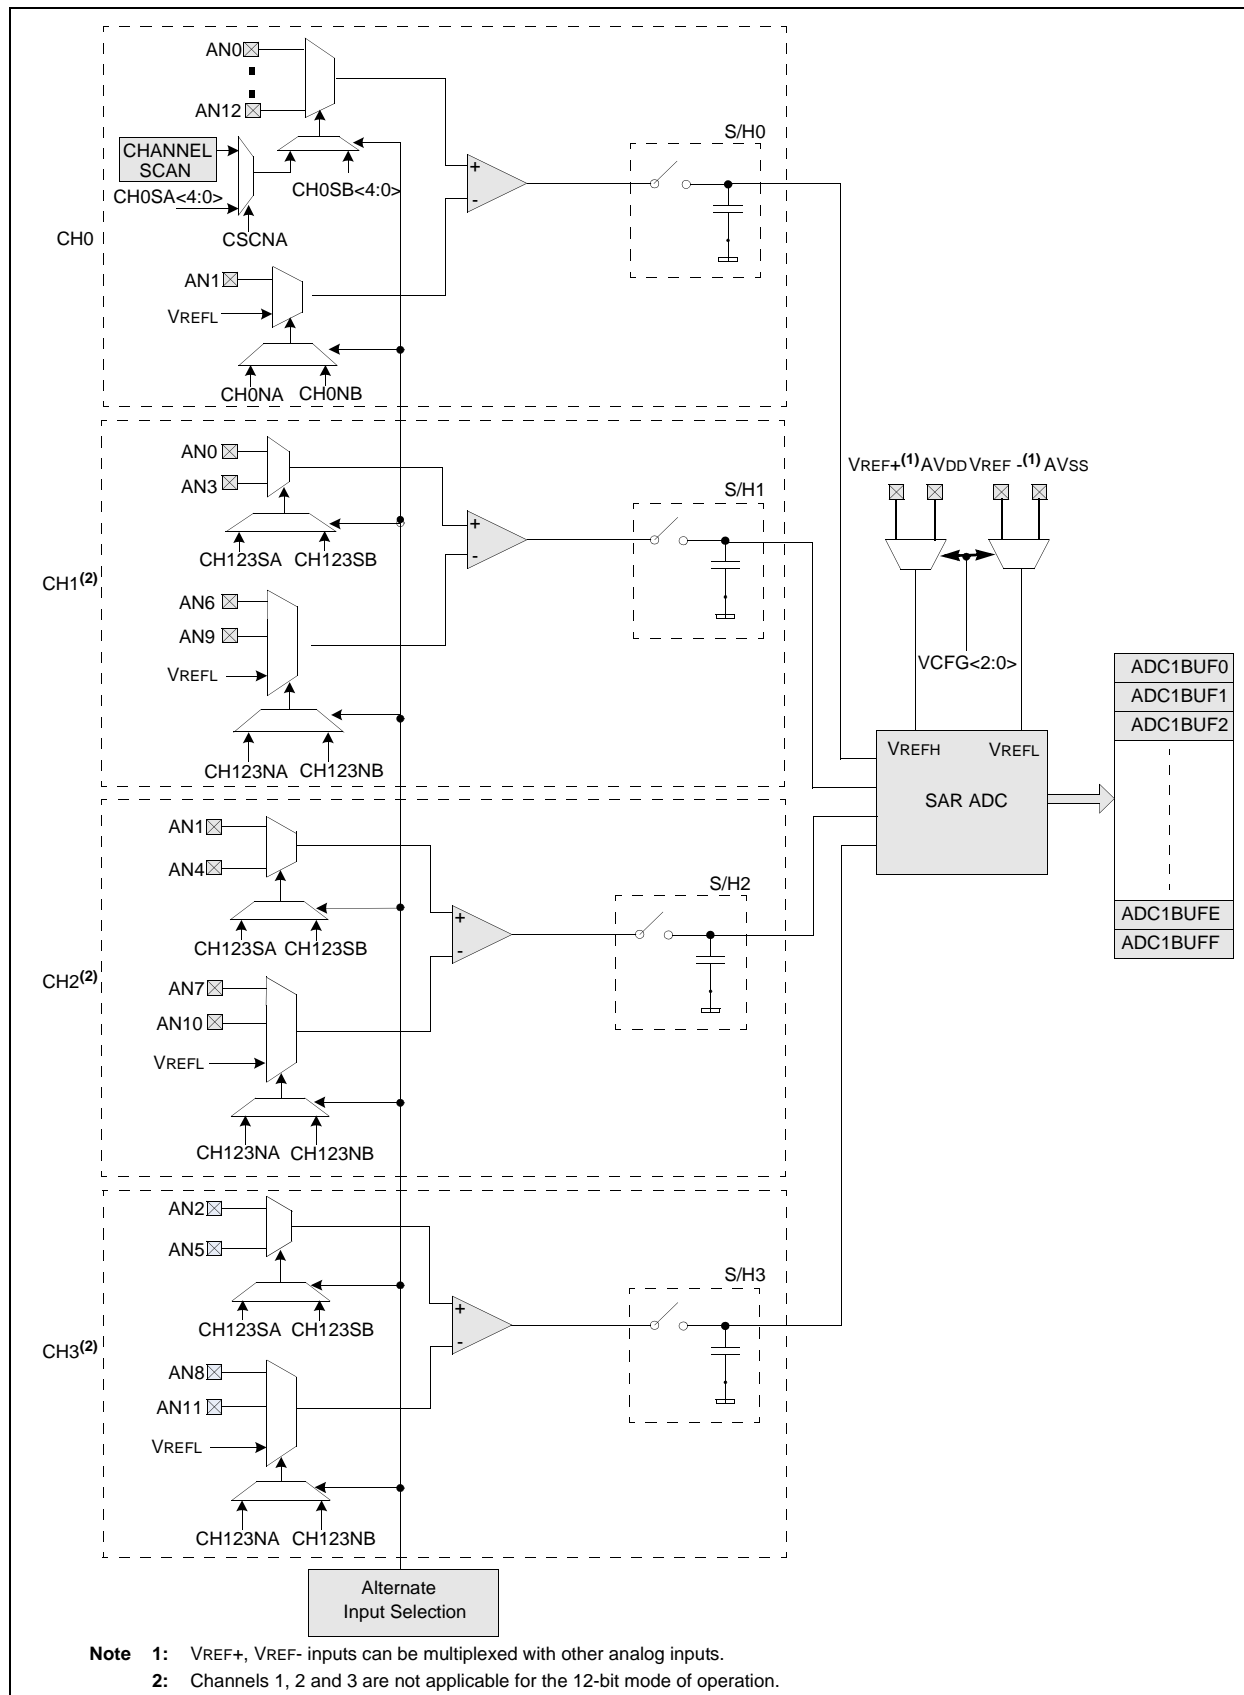 AN0
AN12
CHANNEL
SCAN
CH0SA<4:0>
CH0SB<4:0>
CSCNA
CH0
+
-
S/H0
AN1
VREFL
CH0NA CH0NB
AN0
AN3
CH123SA CH123SB
CH1(2)
+
-
S/H1
AN6
AN9
VREFL
CH123NA CH123NB
VREF+(1) AVDD VREF -(1) AVSS
VCFG<2:0>
VREFH VREFL
SAR ADC
ADC1BUF0
ADC1BUF1
ADC1BUF2
ADC1BUFE
ADC1BUFF
AN1
AN4
CH123SA CH123SB
CH2(2)
+
-
S/H2
AN7
AN10
VREFL
CH123NA CH123NB
AN2
AN5
CH123SA CH123SB
CH3(2)
+
-
S/H3
AN8
AN11
VREFL
CH123NA CH123NB
Alternate
Input Selection
Note 1: VREF+, VREF- inputs can be multiplexed with other analog inputs.
2: Channels 1, 2 and 3 are not applicable for the 12-bit mode of operation.